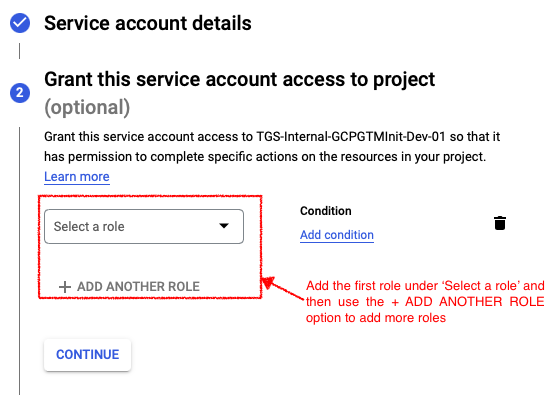 Service account details
2
Grant this service account access to project
(optional)
Grant this service account access to TGS-Internal-GCPGTMInit-Dev-01 so that it
has permission to complete specific actions on the resources in your project.
Learn more
Select a role
Condition
Add condition
+ ADD ANOTHER ROLE
Add the first role under ‘Select a role’ and
then use the + ADD ANOTHER ROLE
option to add more roles
CONTINUE